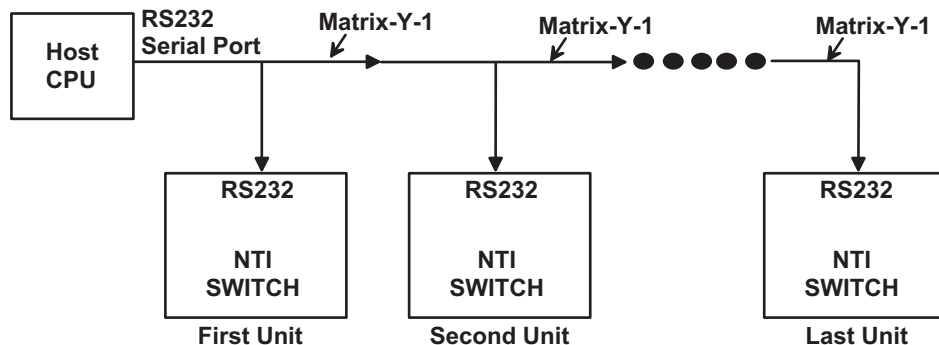 Host
CPU
RS232
Serial Port
Matrix-Y-1
Matrix-Y-1
Matrix-Y-1
RS232
NTI
SWITCH
First Unit
RS232
NTI
SWITCH
Second Unit
RS232
NTI
SWITCH
Last Unit